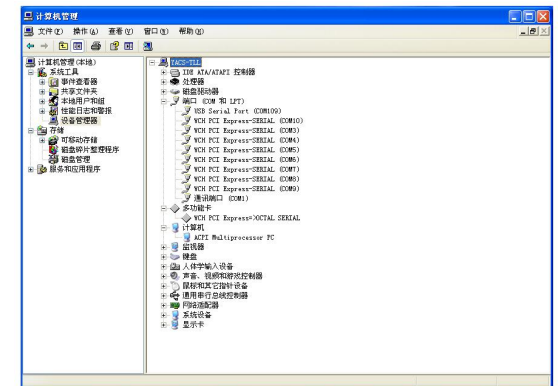 计算机管理
文件(F) 操作(A) 查看(V) 窗口(W) 帮助(H)
计算机管理(本地)
系统工具
事件查看器
共享文件夹
本地用户和组
性能日志和警报
设备管理器
存储
可移动存储
磁盘碎片整理程序
磁盘管理
服务和应用程序
TACS-TLL
IDE ATA/ATAPI 控制器
处理器
磁盘驱动器
端口 (COM 和 LPT)
USB Serial Port (COM109)
WCH PCI Express-SERIAL (COM10)
WCH PCI Express-SERIAL (COM3)
WCH PCI Express-SERIAL (COM4)
WCH PCI Express-SERIAL (COM5)
WCH PCI Express-SERIAL (COM6)
WCH PCI Express-SERIAL (COM7)
WCH PCI Express-SERIAL (COM8)
WCH PCI Express-SERIAL (COM9)
通讯端口 (COM1)
多功能卡
WCH PCI Express=>OCTAL SERIAL
计算机
ACPI Multiprocessor PC
监视器
键盘
人体学输入设备
声音、视频和游戏控制器
鼠标和其它指针设备
通用串行总线控制器
网络适配器
系统设备
显示卡